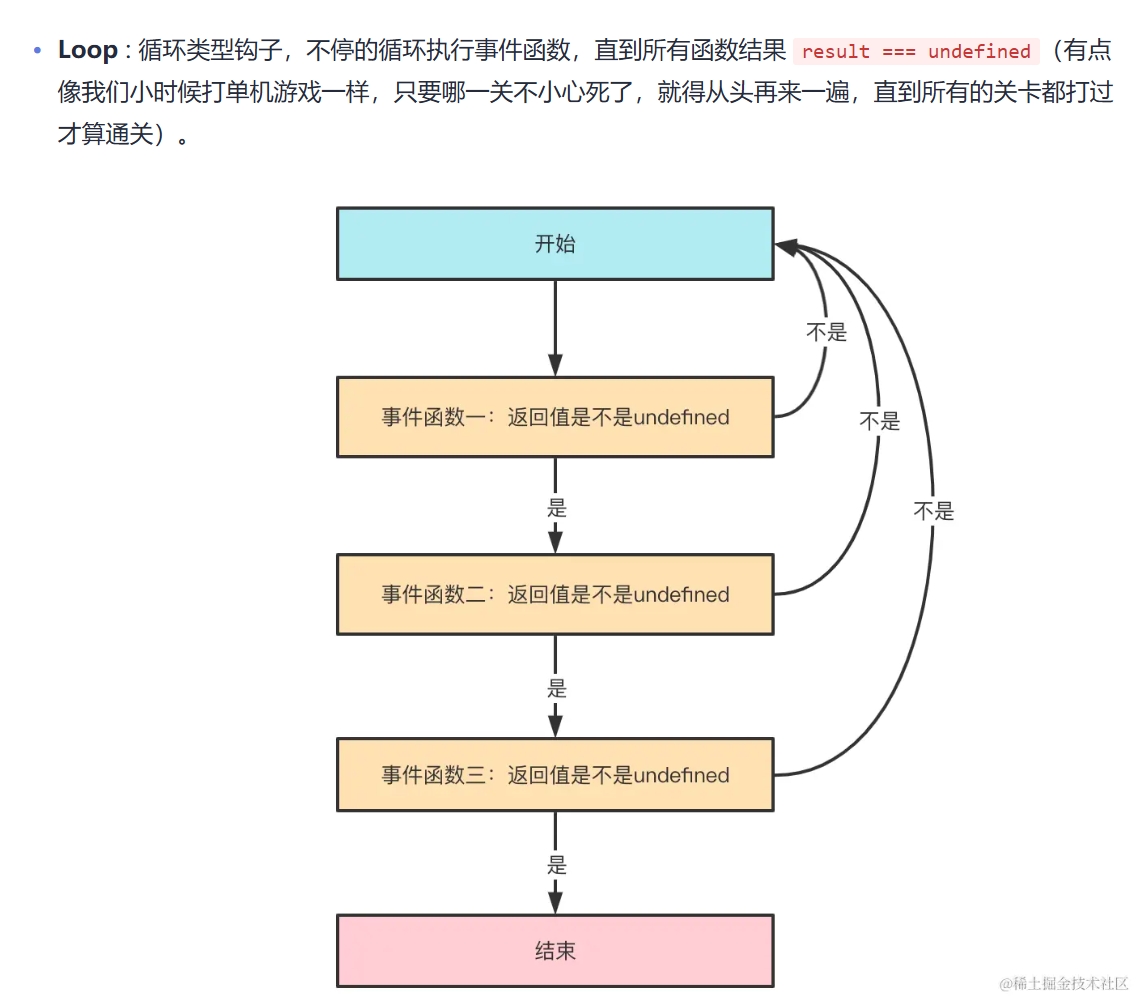 • Loop : 循环类型钩子，不停的循环执行事件函数，直到所有函数结果 result === undefined（有点
像我们小时候打单机游戏一样，只要哪一关不小心死了，就得从头再来一遍，直到所有的关卡都打过
才算通关）。
开始
不是
事件函数一：返回值是不是undefined
不是
是
不是
事件函数二：返回值是不是undefined
是
事件函数三：返回值是不是undefined
是
结束
@稀土掘金技术社区